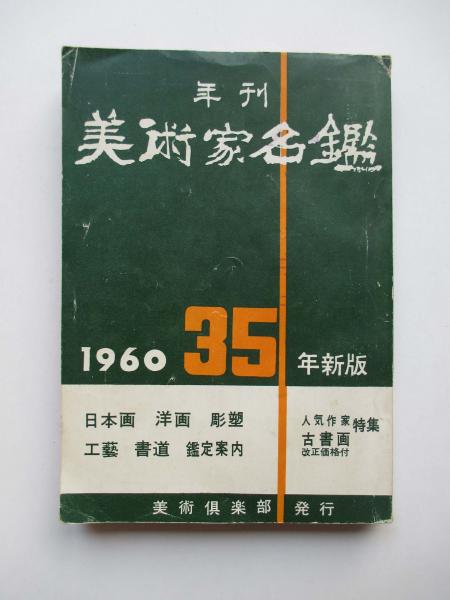 年刊
美術家名鑑
1960 35 年新版
日本画 洋画 彫塑
工藝 書道 鑑定案内
人気作家
古書画 特集
改正価格付
美術倶楽部 発行